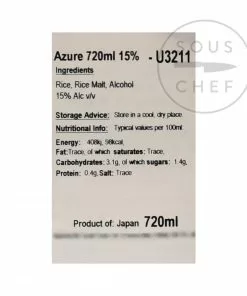 SOUS
CHEF
Azure 720ml 15% - U3211
Ingredients
Rice, Rice Malt, Alcohol
15% Alc v/v
Storage Advice: Store in a cool, dry place
Nutritional Info: Typical values per 100ml
Energy: 408kj, 98kcal,
Fat: Trace, of which saturates: Trace,
Carbohydrates: 3.1g, of which sugars: 1.4g,
Protein: 0.4g, Salt: Trace
Product of: Japan 720ml